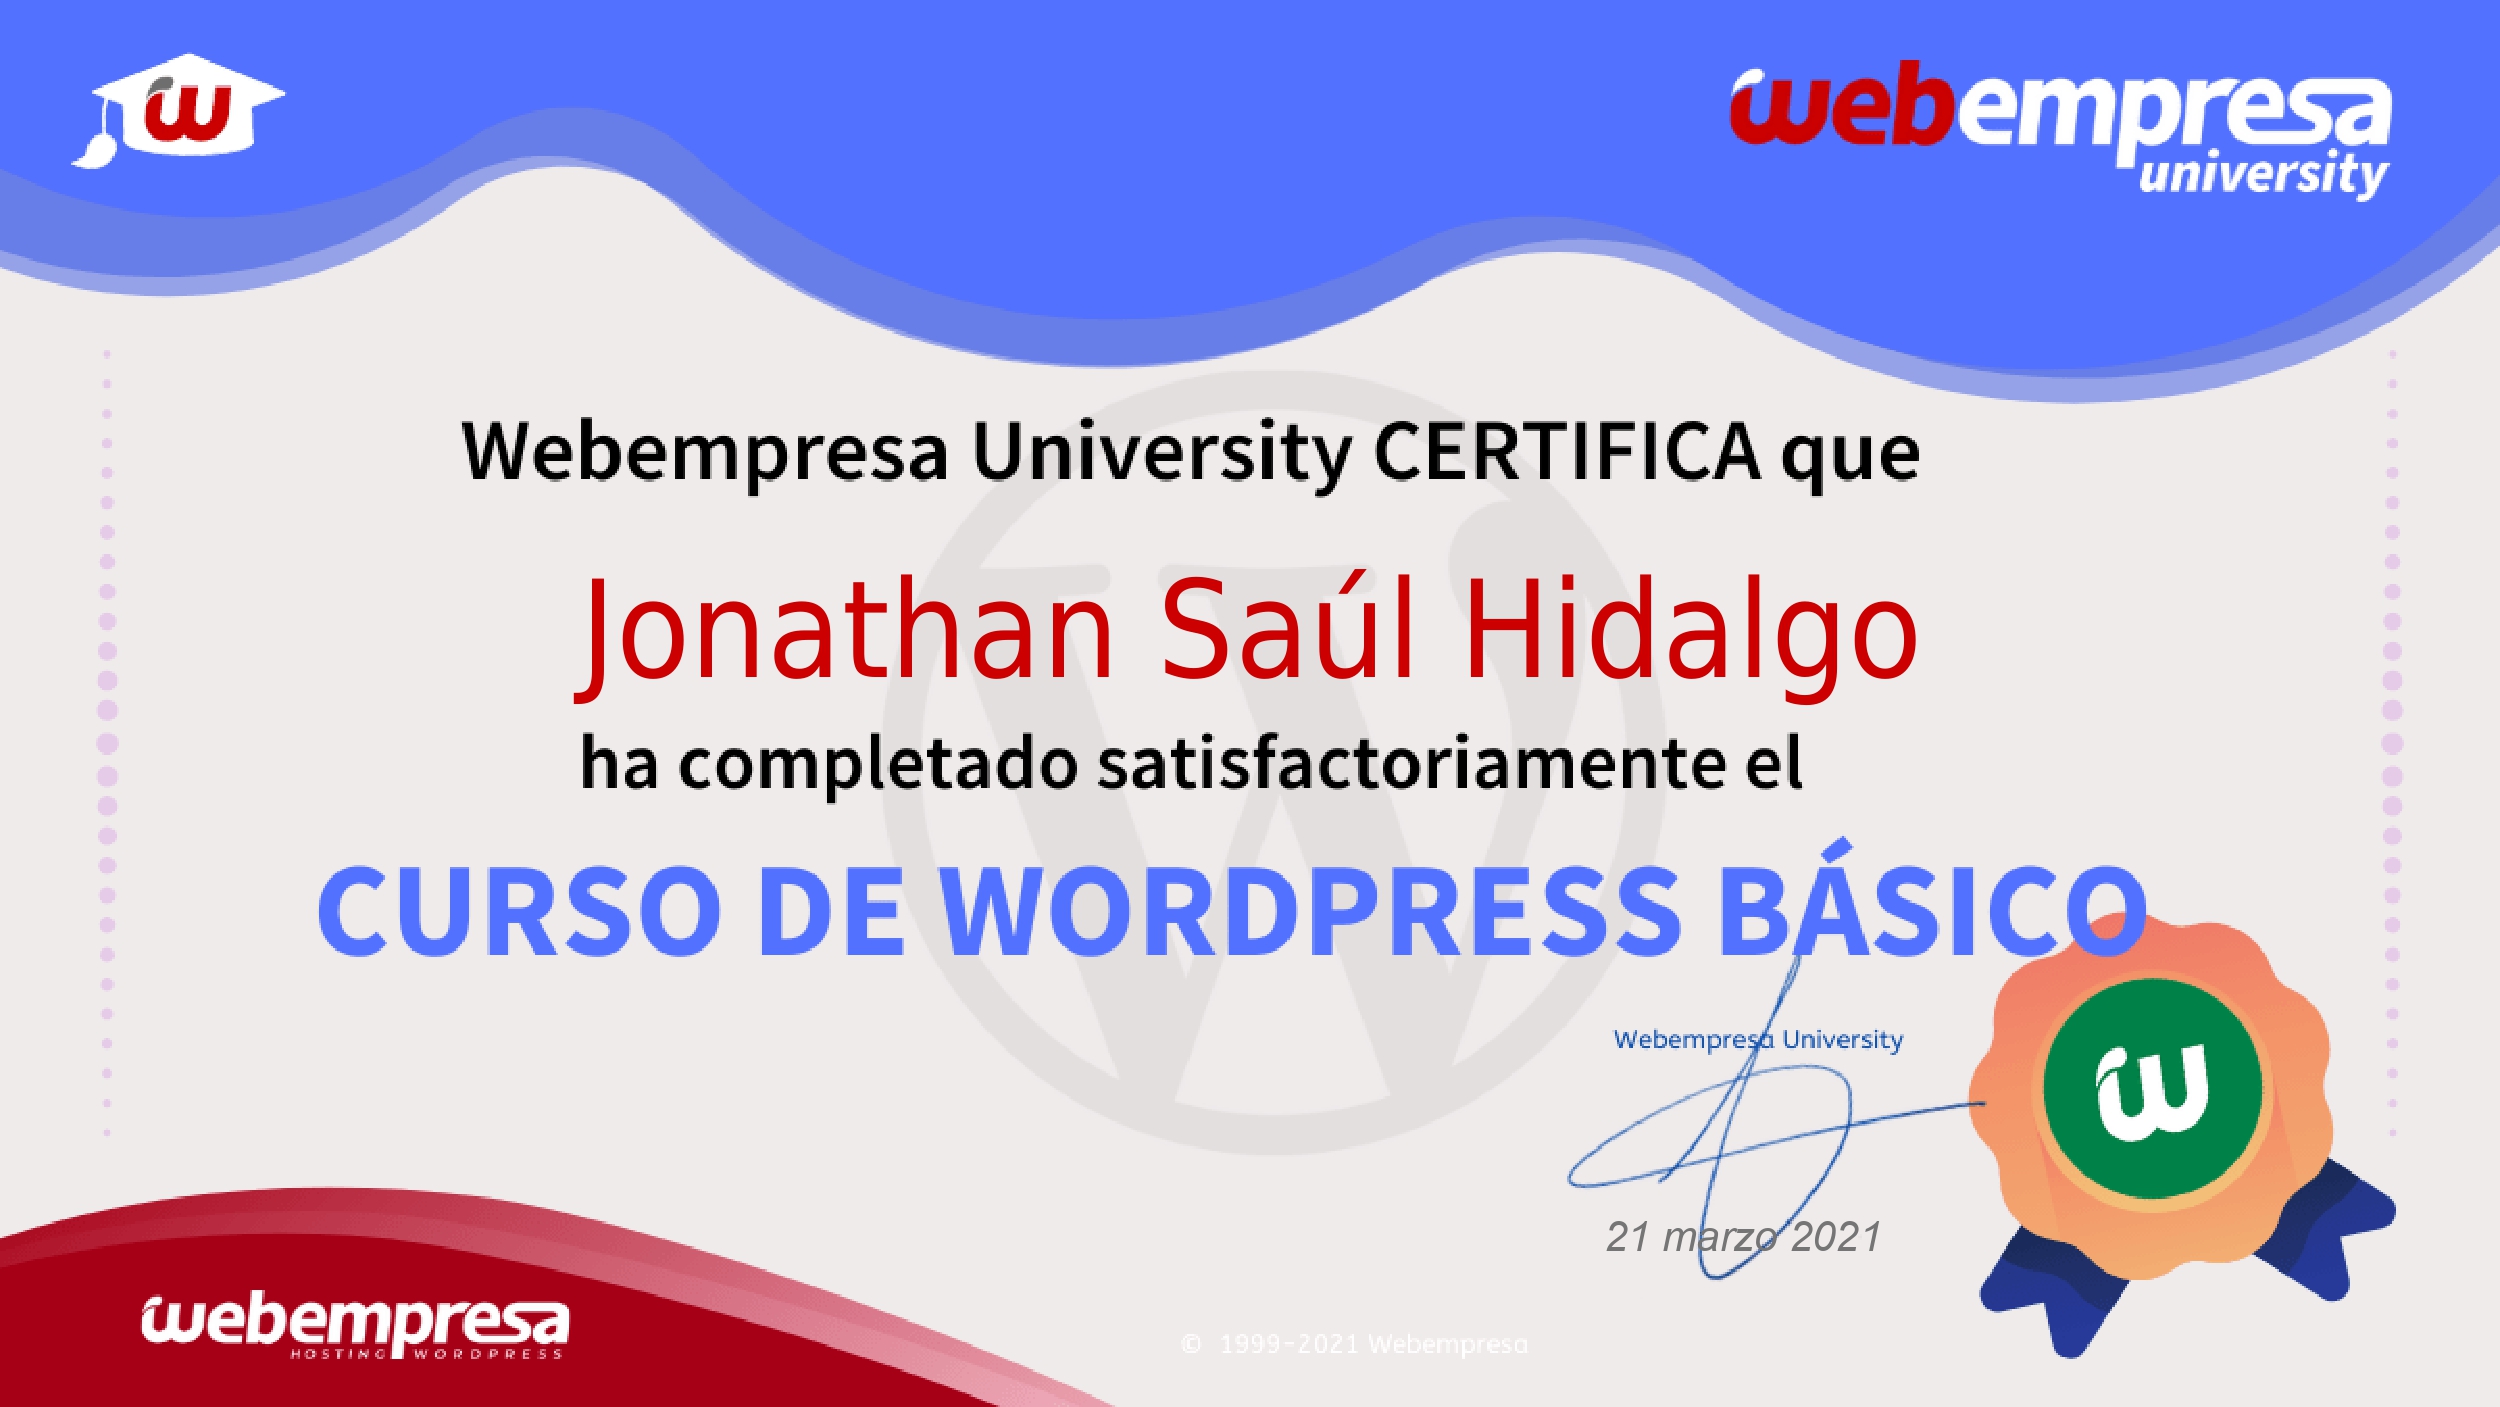 webempresa
university
Webempresa University CERTIFICA que
Jonathan Saúl Hidalgo
ha completado satisfactoriamente el
CURSO DE WORDPRESS BÁSICO
Webempresa University
21 marzo 2021
webempresa
HOSTING WORDPRESS
© 1999-2021 Webempresa